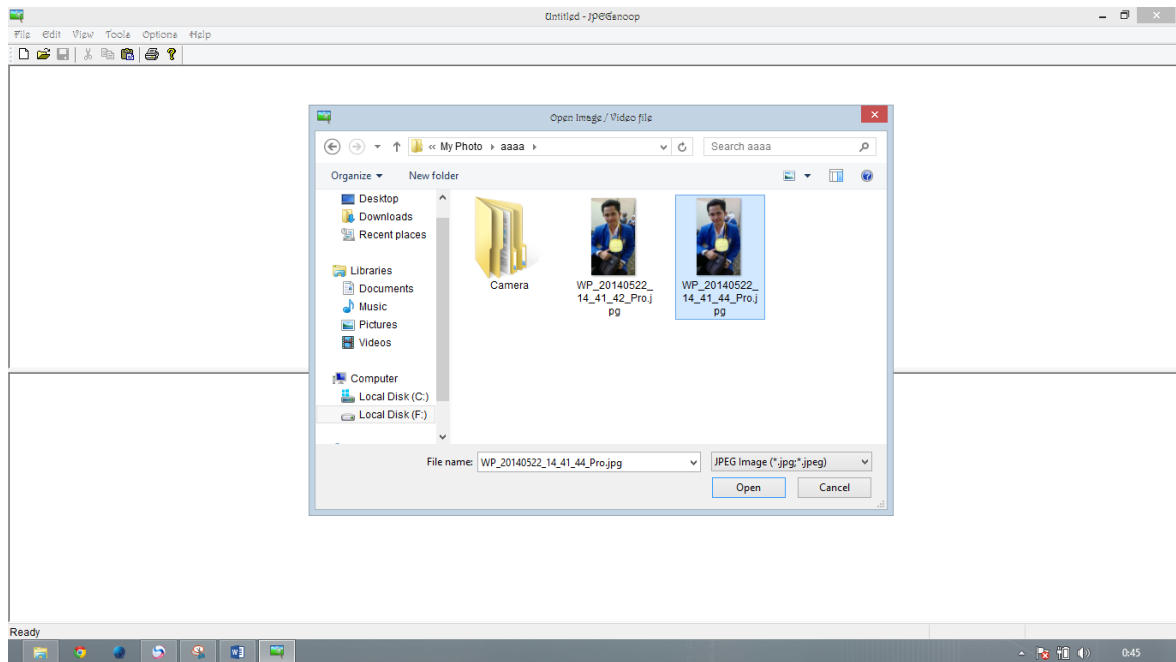 Untitled - JPEGsnoop
File Edit View Tools Options Help
Open Image / Video file
« My Photo aaaa
Search aaaa
Organize New folder
Desktop
Downloads
Recent places
Libraries
Documents
Music
Pictures
Videos
Computer
Local Disk (C:)
Local Disk (F:)
Camera
WP_20140522_
14_41_42_Pro.j
pg
WP_20140522_
14_41_44_Pro.j
pg
File name: WP_20140522_14_41_44_Pro.jpg JPEG Image (*.jpg;*.jpeg)
Open Cancel
Ready
0:45